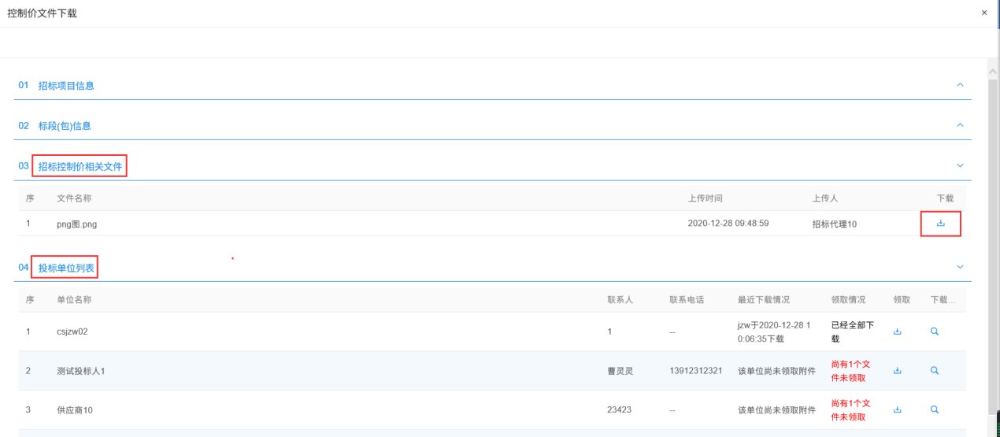 控制价文件下载 ×
01 招标项目信息
02 标段(包)信息
03 招标控制价相关文件
序 文件名称 上传时间 上传人 下载
1 png图.png 2020-12-28 09:48:59 招标代理10
04 投标单位列表
序 单位名称 联系人 联系电话 最近下载情况 领取情况 领取 下载...
1 csjzw02 1 -- jzw于2020-12-28 1
0:06:35下载 已经全部下
载
2 测试投标人1 曹灵灵 13912312321 该单位尚未领取附件 尚有1个文
件未领取
3 供应商10 23423 -- 该单位尚未领取附件 尚有1个文
件未领取